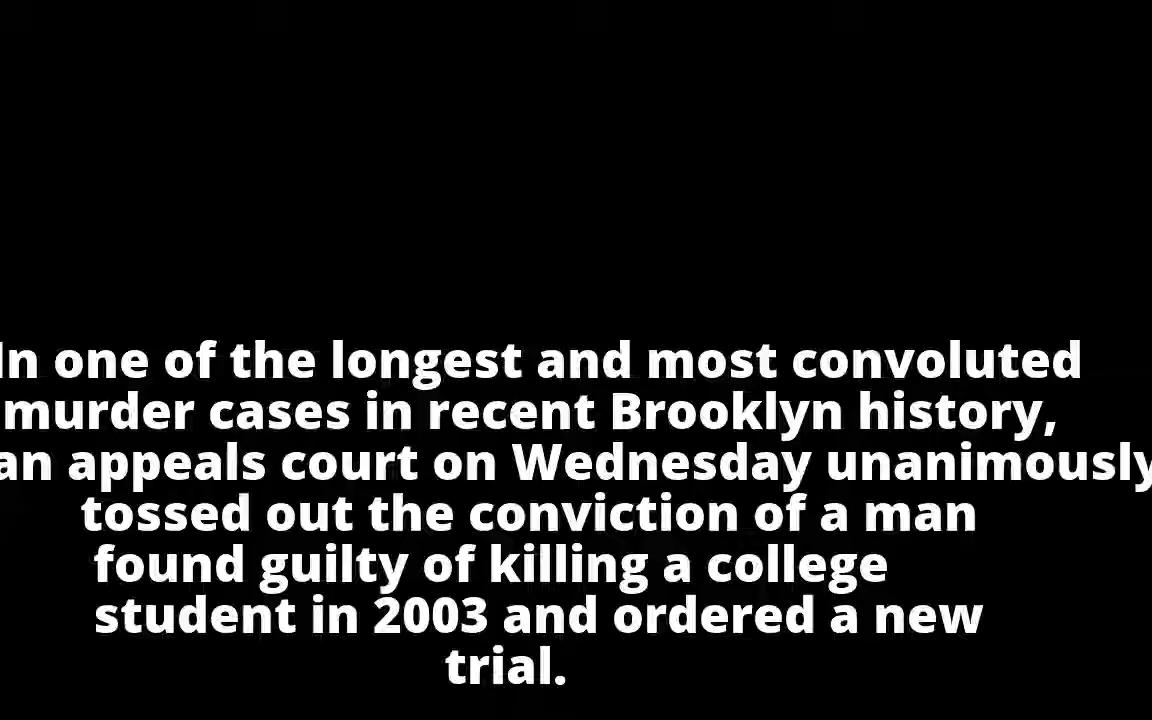 In one of the longest and most convoluted
murder cases in recent Brooklyn history,
an appeals court on Wednesday unanimously
tossed out the conviction of a man
found guilty of killing a college
student in 2003 and ordered a new
trial.